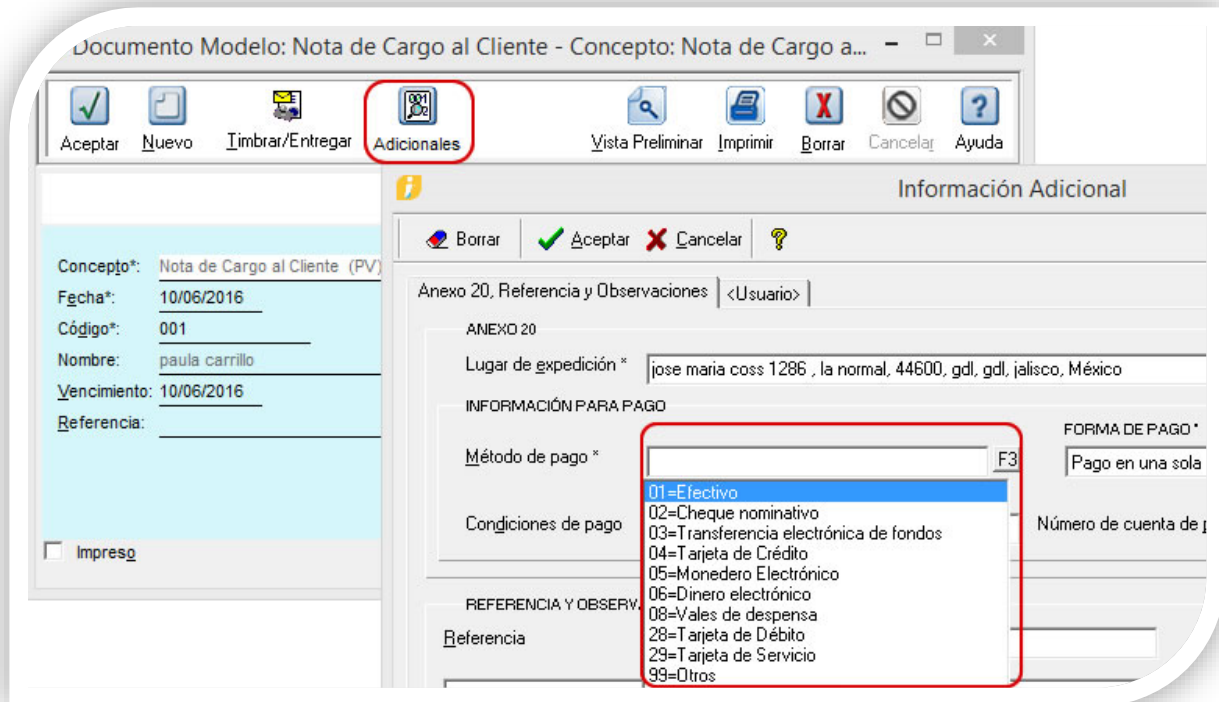 Documento Modelo: Nota de Cargo al Cliente - Concepto: Nota de Cargo a...
Aceptar Nuevo Timbrar/Entregar Adicionales Vista Preliminar Imprimir Borrar Cancelar Ayuda
Información Adicional
Borrar Aceptar Cancelar
Anexo 20, Referencia y Observaciones <Usuario>
Concepto*: Nota de Cargo al Cliente (PV)
Fecha*: 10/06/2016
Código*: 001
Nombre: paula carrillo
Vencimiento: 10/06/2016
Referencia:
Impreso
ANEXO 20
Lugar de expedición * jose maria coss 1286 , la normal, 44600, gdl, gdl, jalisco, México
INFORMACIÓN PARA PAGO
FORMA DE PAGO *
Método de pago * F3 Pago en una sola
01=Efectivo
02=Cheque nominativo
03=Transferencia electrónica de fondos
04=Tarjeta de Crédito
05=Monedero Electrónico
06=Dinero electrónico
08=Vales de despensa
28=Tarjeta de Débito
29=Tarjeta de Servicio
99=Otros
Condiciones de pago Número de cuenta de
REFERENCIA Y OBSERV
Referencia